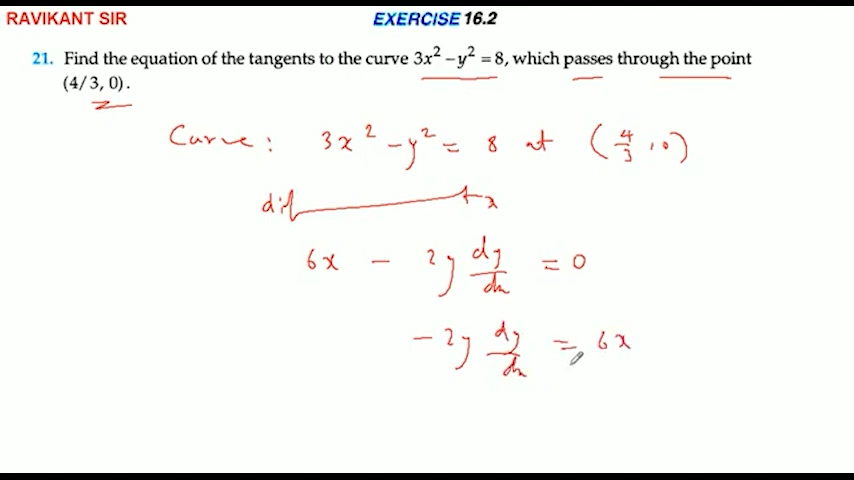 RAVIKANT SIR
EXERCISE 16.2
21. Find the equation of the tangents to the curve 3x² – y² = 8, which passes through the point
(4/3, 0).
Curve : 3x² – y² = 8 at (4/3 , 0)
dif x
6x – 2y dy/dx = 0
– 2y dy/dx = 6x